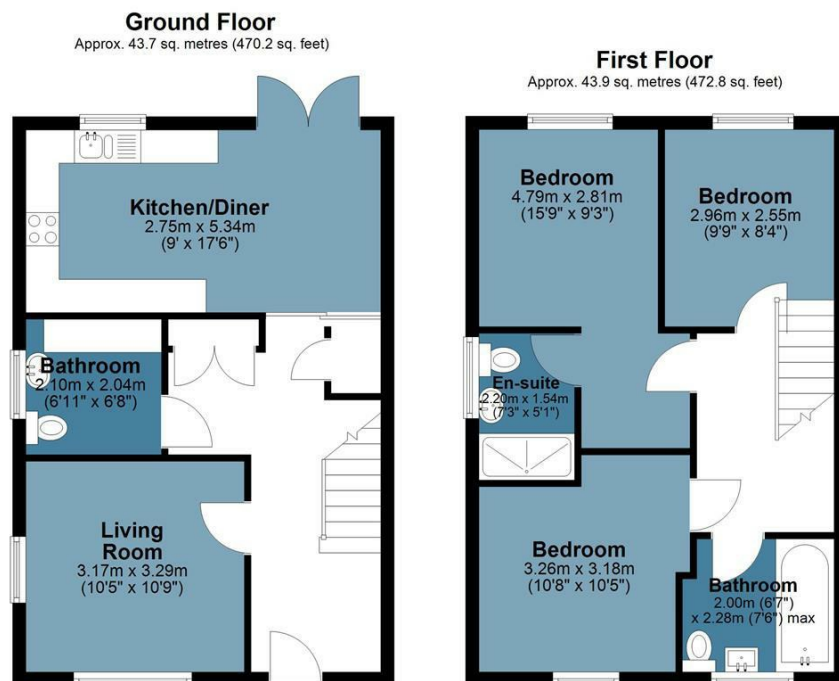 Ground Floor
Approx. 43.7 sq. metres (470.2 sq. feet)
Kitchen/Diner
2.75m x 5.34m
(9' x 17'6")
Bathroom
2.10m x 2.04m
(6'11" x 6'8")
Living
Room
3.17m x 3.29m
(10'5" x 10'9")
First Floor
Approx. 43.9 sq. metres (472.8 sq. feet)
Bedroom
4.79m x 2.81m
(15'9" x 9'3")
Bedroom
2.96m x 2.55m
(9'9" x 8'4")
En-suite
2.20m x 1.54m
(7'3" x 5'1")
Bedroom
3.26m x 3.18m
(10'8" x 10'5")
Bathroom
2.00m (6'7")
x 2.28m (7'6") max